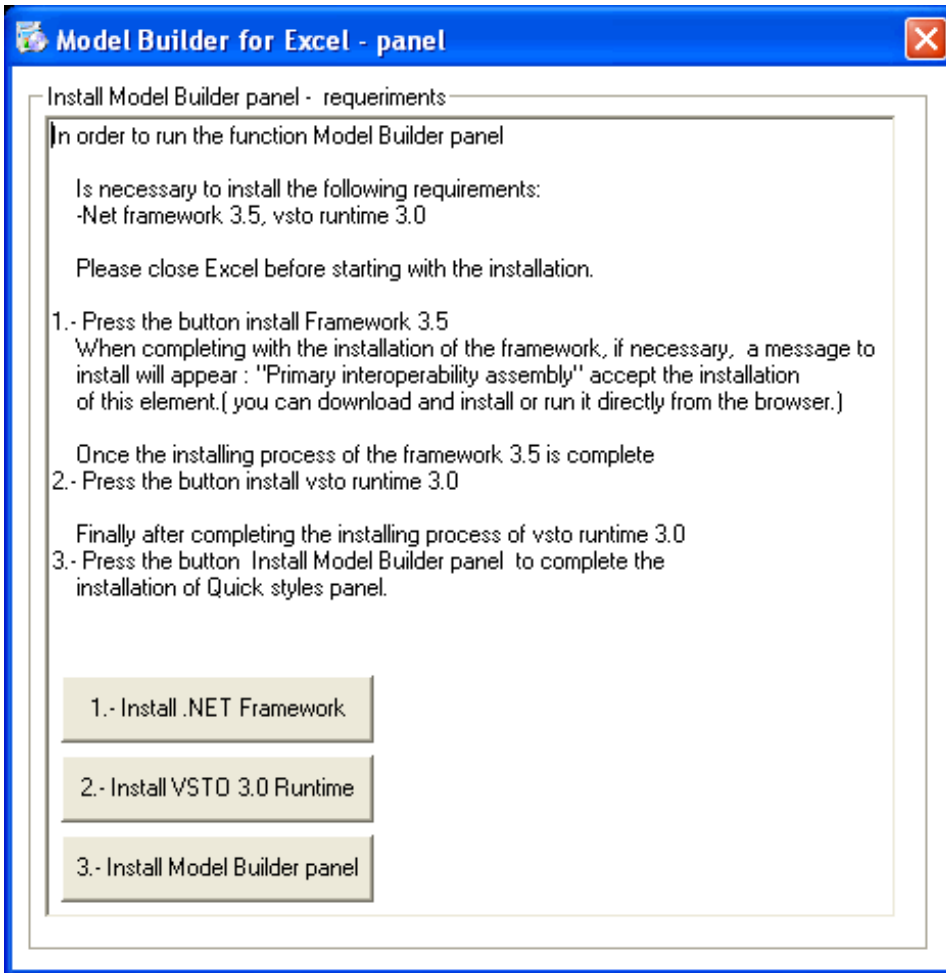 Model Builder for Excel - panel
Install Model Builder panel - requeriments
In order to run the function Model Builder panel
Is necessary to install the following requirements:
-Net framework 3.5, vsto runtime 3.0
Please close Excel before starting with the installation.
1.- Press the button install Framework 3.5
When completing with the installation of the framework, if necessary, a message to
install will appear : "Primary interoperability assembly" accept the installation
of this element.( you can download and install or run it directly from the browser.)
Once the installing process of the framework 3.5 is complete
2.- Press the button install vsto runtime 3.0
Finally after completing the installing process of vsto runtime 3.0
3.- Press the button Install Model Builder panel to complete the
installation of Quick styles panel.
1.- Install .NET Framework
2.- Install VSTO 3.0 Runtime
3.- Install Model Builder panel